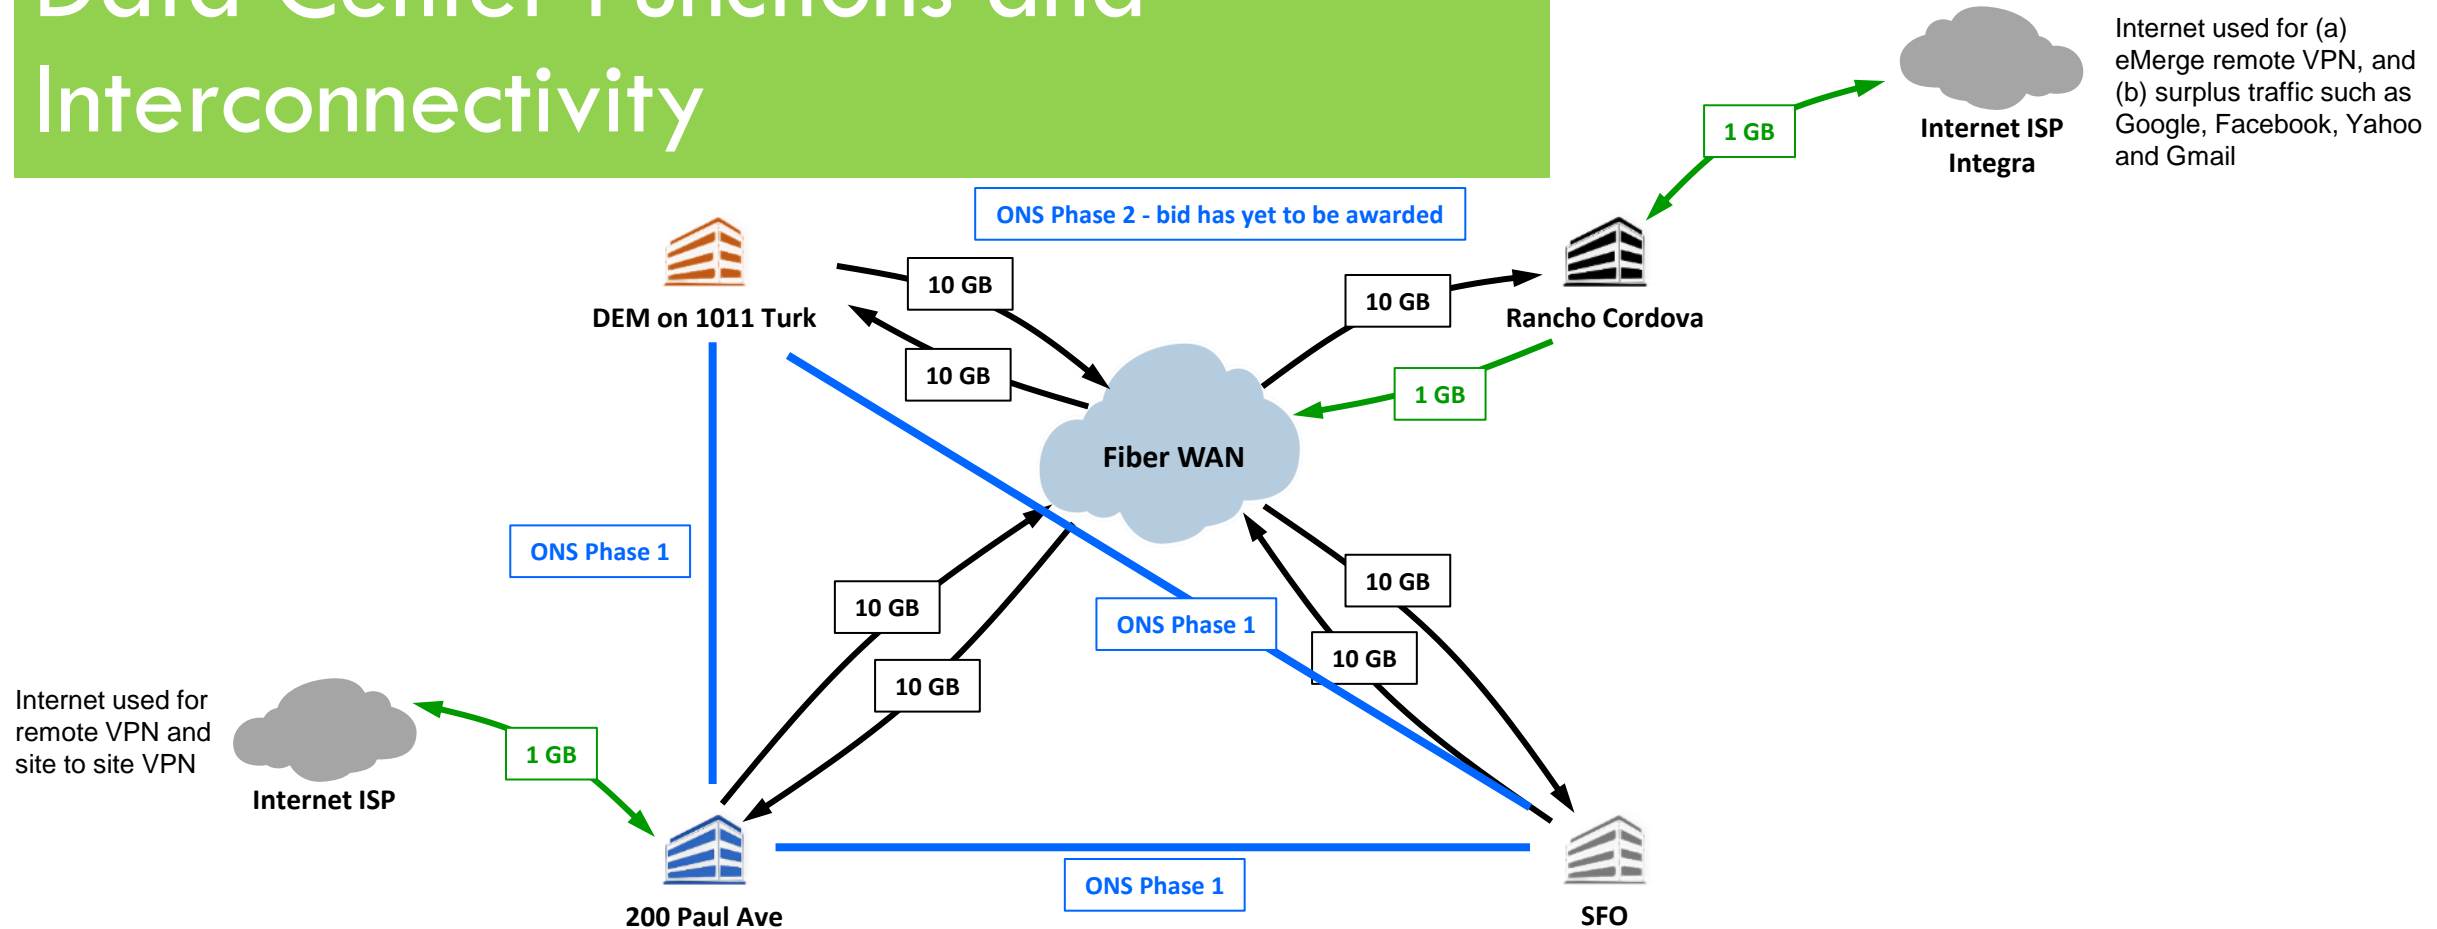 Data Center Functions and
Interconnectivity
Internet used for (a)
eMerge remote VPN, and
(b) surplus traffic such as
Google, Facebook, Yahoo
and Gmail
1 GB
Internet ISP
Integra
ONS Phase 2 - bid has yet to be awarded
10 GB
10 GB
DEM on 1011 Turk
Rancho Cordova
10 GB
1 GB
Fiber WAN
ONS Phase 1
10 GB
10 GB
ONS Phase 1
10 GB
10 GB
Internet used for
remote VPN and
site to site VPN
1 GB
Internet ISP
ONS Phase 1
200 Paul Ave
SFO